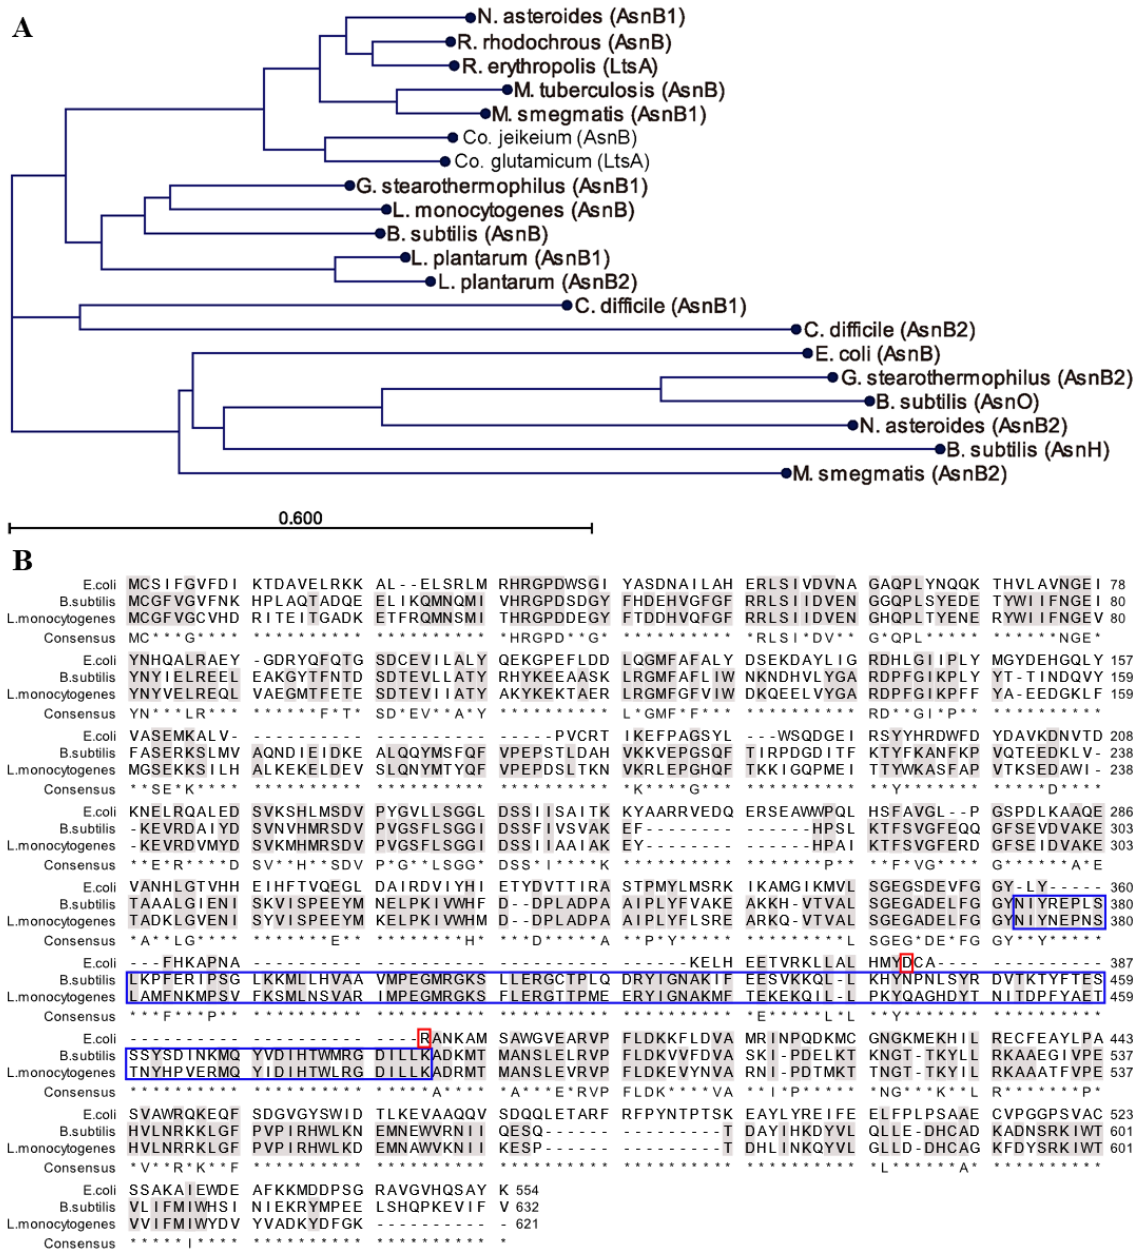 A
N. asteroides (AsnB1)
R. rhodochrous (AsnB)
R. erythropolis (LtsA)
M. tuberculosis (AsnB)
M. smegmatis (AsnB1)
Co. jeikeium (AsnB)
Co. glutamicum (LtsA)
G. stearothermophilus (AsnB1)
L. monocytogenes (AsnB)
B. subtilis (AsnB)
L. plantarum (AsnB1)
L. plantarum (AsnB2)
C. difficile (AsnB1)
C. difficile (AsnB2)
E. coli (AsnB)
G. stearothermophilus (AsnB2)
B. subtilis (AsnO)
N. asteroides (AsnB2)
B. subtilis (AsnH)
M. smegmatis (AsnB2)
0.600
B
E.coli MCSIFGVFDI KTDAVELRKK AL--ELSRLM RHRGPDWSGI YASDNAILAH ERLSIVDVNA GAQPLYNQQK THVLAVNGEI 78
B.subtilis MCGFVGVFNK HPLAQTADQE ELIKQMNQMI VHRGPDSDGY FHDEHVGFGF RRLSIIDVEN GGQPLSYEDE TYWIIFNGEI 80
L.monocytogenes MCGFVGCVHD RITEITGADK ETFRQMNSMI THRGPDDEGY FTDDHVQFGF RRLSIIDVEN GHQPLTYENE RYWIIFNGEV 80
Consensus MC***G**** ********** ********** *HRGPD**G* ********** *RLSI*DV** G*QPL***** ******NGE*
E.coli YNHQALRAEY -GDRYQFQTG SDCEVILALY QEKGPEFLDD LQGMFAFALY DSEKDAYLIG RDHLGIIPLY MGYDEHGQLY 157
B.subtilis YNYIELREEL EAKGYTFNTD SDTEVLLATY RHYKEEAASK LRGMFAFLIW NKNDHVLYGA RDPFGIKPLY YT-TINDQVY 159
L.monocytogenes YNYVELREQL VAEGMTFETE SDTEVIIATY AKYKEKTAER LRGMFGFVIW DKQEELVYGA RDPFGIKPFF YA-EEDGKLF 159
Consensus YN***LR*** ******F*T* SD*EV**A*Y ********** L*GMF*F*** ********** RD**GI*P** **********
E.coli VASEMKALV- ---------- ---------- -----PVCRT IKEFPAGSYL ---WSQDGEI RSYYHRDWFD YDAVKDNVTD 208
B.subtilis FASERKSLMV AQNDIEIDKE ALQQYMSFQF VPEPSTLDAH VKKVEPGSQF TIRPDGDITF KTYFKANFKP VQTEEDKLV- 238
L.monocytogenes MGSEKKSILH ALKEKELDEV SLQNYMTYQF VPEPDSLTKN VKRLEPGHQF TKKIGQPMEI TTYWKASFAP VTKSEDAWI- 238
Consensus **SE*K**** ********** ********** ********** *K****G*** ********** **Y******* *****D****
E.coli KNELRQALED SVKSHLMSDV PYGVLLSGGL DSSIISAITK KYAARRVEDQ ERSEAWWPQL HSFAVGL--P GSPDLKAAQE 286
B.subtilis -KEVRDAIYD SVNVHMRSDV PVGSFLSGGI DSSFIVSVAK EF-------- ------HPSL KTFSVGFEQQ GFSEVDVAKE 303
L.monocytogenes -KEVRDVMYD SVKMHMRSDV PVGSFLSGGI DSSIIAAIAK EY-------- ------HPAI KTFSVGFERD GFSEIDVAKE 303
Consensus **E*R****D SV**H**SDV P*G**LSGG* DSS*I****K ********** *******P** **F*VG**** G******A*E
E.coli VANHLGTVHH EIHFTVQEGL DAIRDVIYHI ETYDVTTIRA STPMYLMSRK IKAMGIKMVL SGEGSDEVFG GY-LY----- 360
B.subtilis TAAALGIENI SKVISPEEYM NELPKIVWHF D--DPLADPA AIPLYFVAKE AKKH-VTVAL SGEGADELFG GYNIYREPLS 380
L.monocytogenes TADKLGVENI SYVISPEEYM KELPKIVWHM D--DPLADPA AIPLYFLSRE ARKQ-VTVAL SGEGADELFG GYNIYNEPNS 380
Consensus *A**LG**** ******E*** ********H* ***D*****A **P*Y***** *********L SGEG*DE*FG GY**Y*****
E.coli ---FHKAPNA ---------- ---------- ---------- ------KELH EETVRKLLAL HMYDCA---- ---------- 387
B.subtilis LKPFERIPSG LKKMLLHVAA VMPEGMRGKS LLERGCTPLQ DRYIGNAKIF EESVKKQLL- KHYNPNLSYR DVTKTYFTES 459
L.monocytogenes LAMFNKMPSV FKSMLNSVAR IMPEGMRGKS FLERGTTPME ERYIGNAKMF TEKEKQIL-L PKYQAGHDYT NITDPFYAET 459
Consensus ***F***P** ********** ********** ********** ********** *E******L* **Y******* **********
E.coli ---------- ---------- ---------- ----RANKAM SAWGVEARVP FLDKKFLDVA MRINPQDKMC GNGKMEKHIL RECFEAYLPA 443
B.subtilis SSYSDINKMQ YVDIHTWMRG DILLKADKMT MANSLELRVP FLDKVVFDVA SKI-PDELKT KNGT-TKYLL RKAAEGIVPE 537
L.monocytogenes TNYHPVERMQ YIDIHTWLRG DILLKADRMT MANSLEVRVP FLDKEVYNVA RNI-PDTMKT TNGT-TKYLL RKAAATFVPE 537
Consensus ********** ********** *****A**** *A***E*RVP FLDK****VA **I*P***** *NG***K**L R*******P*
E.coli SVAWRQKEQF SDGVGYSWID TLKEVAAQQV SDQQLETARF RFPYNTPTSK EAYLYREIFE ELFPLPSAAE CVPGGPSVAC 523
B.subtilis HVLNRKKLGF PVPIRHWLKN EMNEWVRNII QESQ------ ---------T DAYIHKDYVL QLLE-DHCAD KADNSRKIWT 601
L.monocytogenes HVLNRRKLGF PVPIRHWLKD EMNAWVRNII KESP------ ---------T DHLINKQYVL GLLD-DHCAG KFDYSRKIWT 601
Consensus *V**R*K**F ********** ********** ********** ********** ********** *L******A* **********
E.coli SSAKAIEWDE AFKKMDDPSG RAVGVHQSAY K 554
B.subtilis VLIFMIWHSI NIEKRYMPEE LSHQPKEVIF V 632
L.monocytogenes VVIFMIWYDV YVADKYDFGK ---------- - 621
Consensus *****I**** ********** ********** *